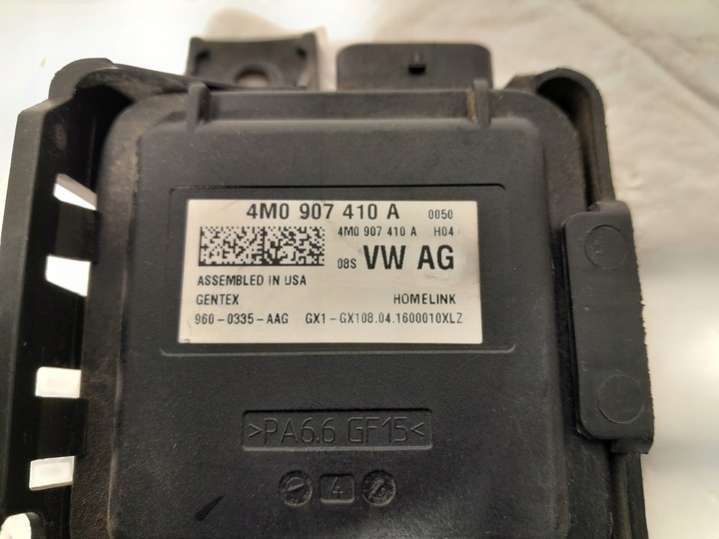 4M0 907 410 A 0050
4M0 907 410 A H04
08S VW AG
ASSEMBLED IN USA
GENTEX HOMELINK
960-0335-AAG GX1-GX108.04.1600010XLZ
>PA6.6 GF15<
4